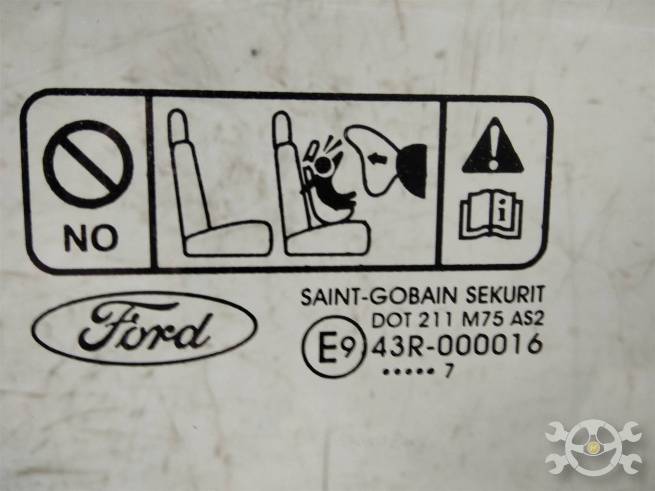 NO
i
Ford
SAINT-GOBAIN SEKURIT
DOT 211 M75 AS2
E9 43R-000016
..... 7